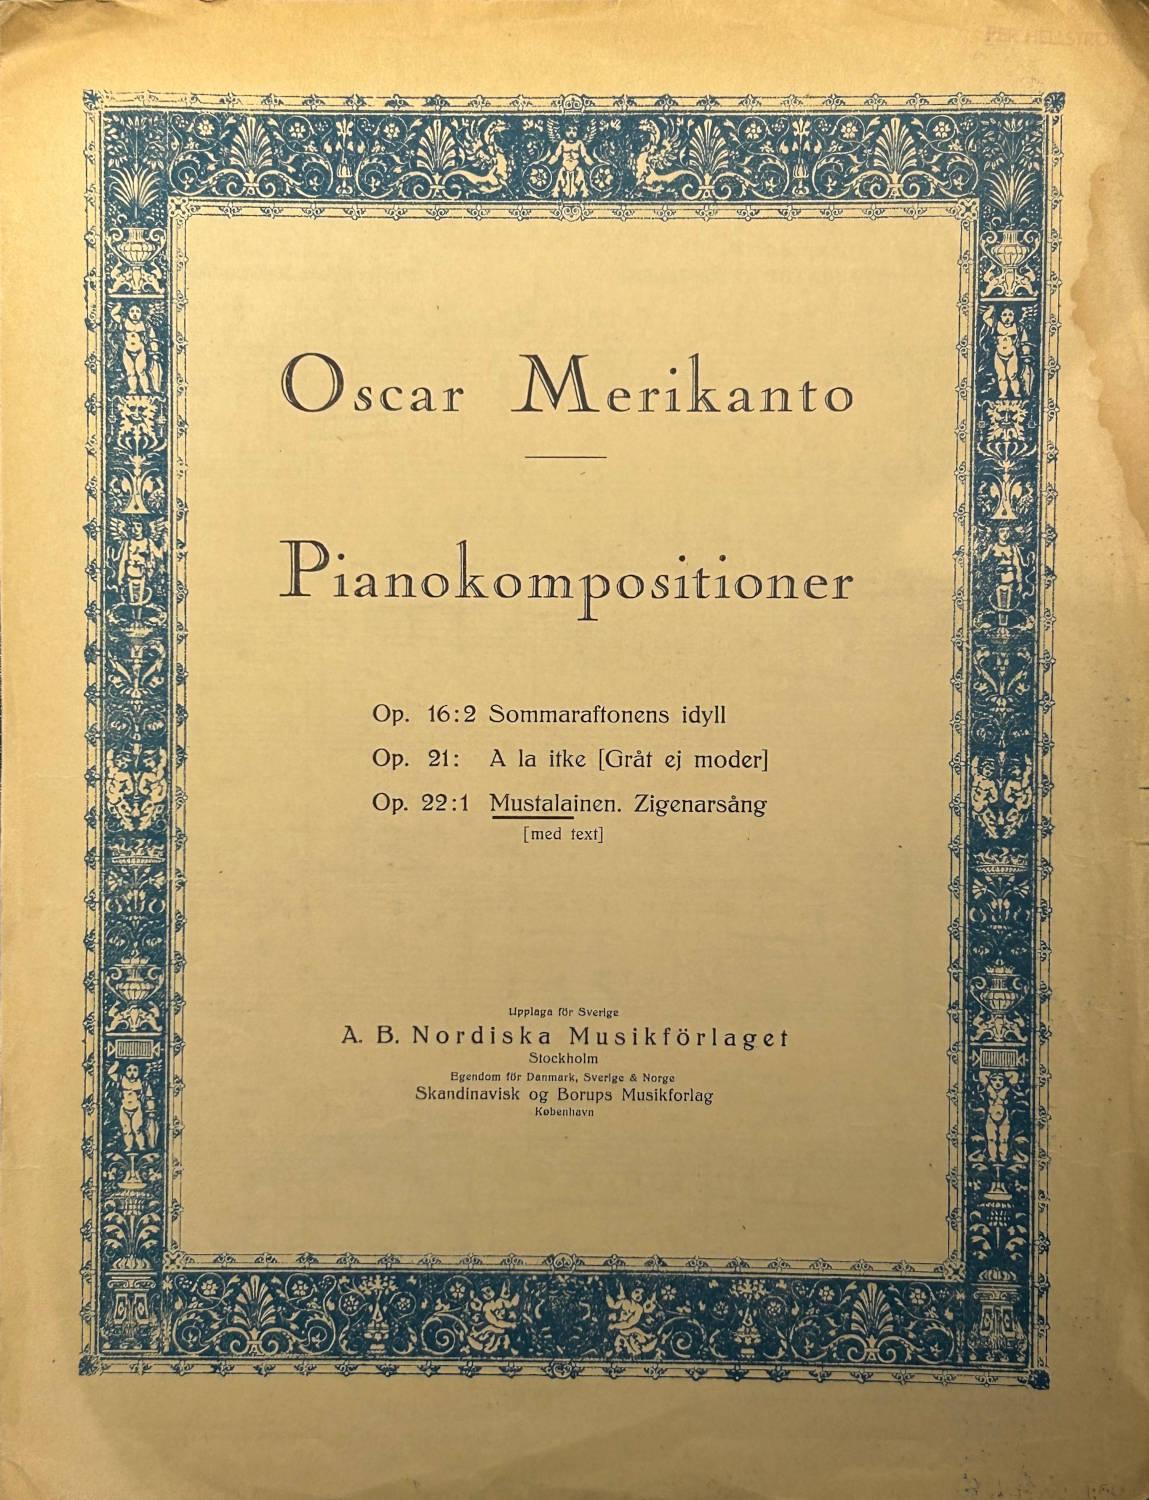 PER HELLSTRÖM
Oscar Merikanto
Pianokompositioner
Op. 16:2 Sommaraftonens idyll
Op. 21: A la itke [Gråt ej moder]
Op. 22:1 Mustalainen. Zigenarsång
[med text]
Upplaga för Sverige
A. B. Nordiska Musikförlaget
Stockholm
Egendom för Danmark, Sverige & Norge
Skandinavisk og Borups Musikforlag
København